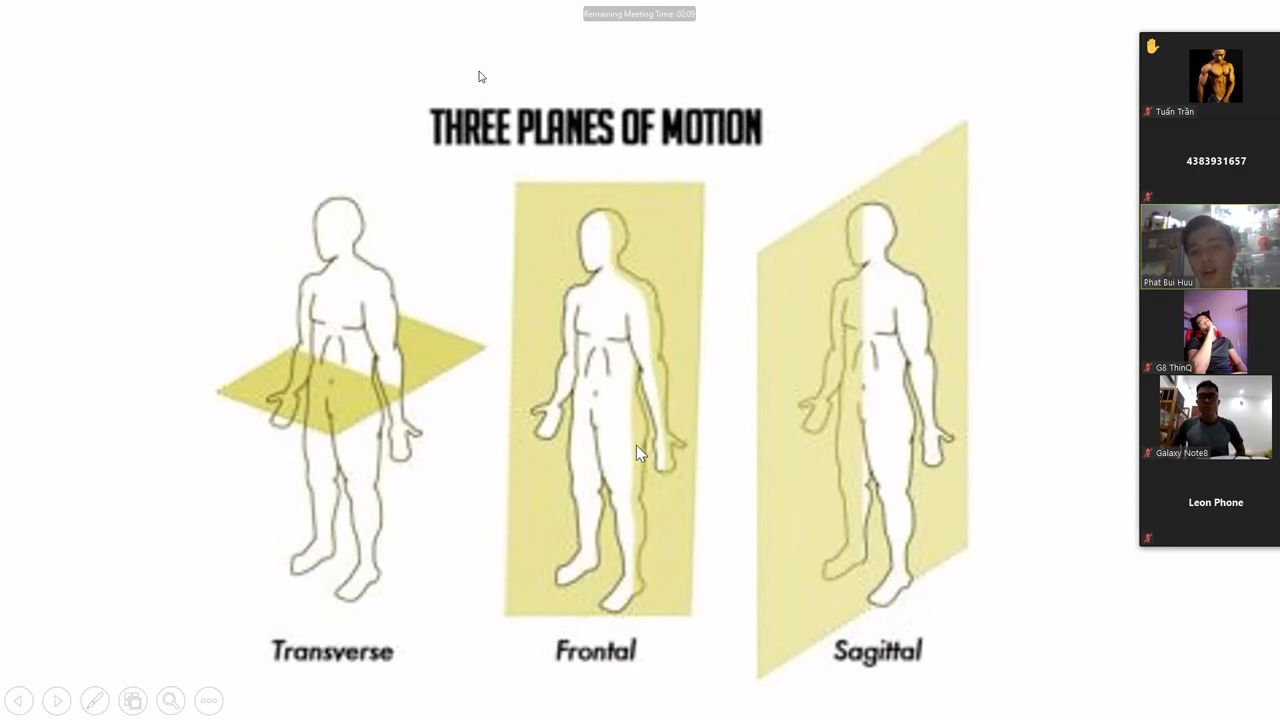 Remaining Meeting Time: 02:09
THREE PLANES OF MOTION
Transverse
Frontal
Sagittal
Tuấn Trần
4383931657
Phat Bui Huu
G8 ThinQ
Galaxy Note8
Leon Phone